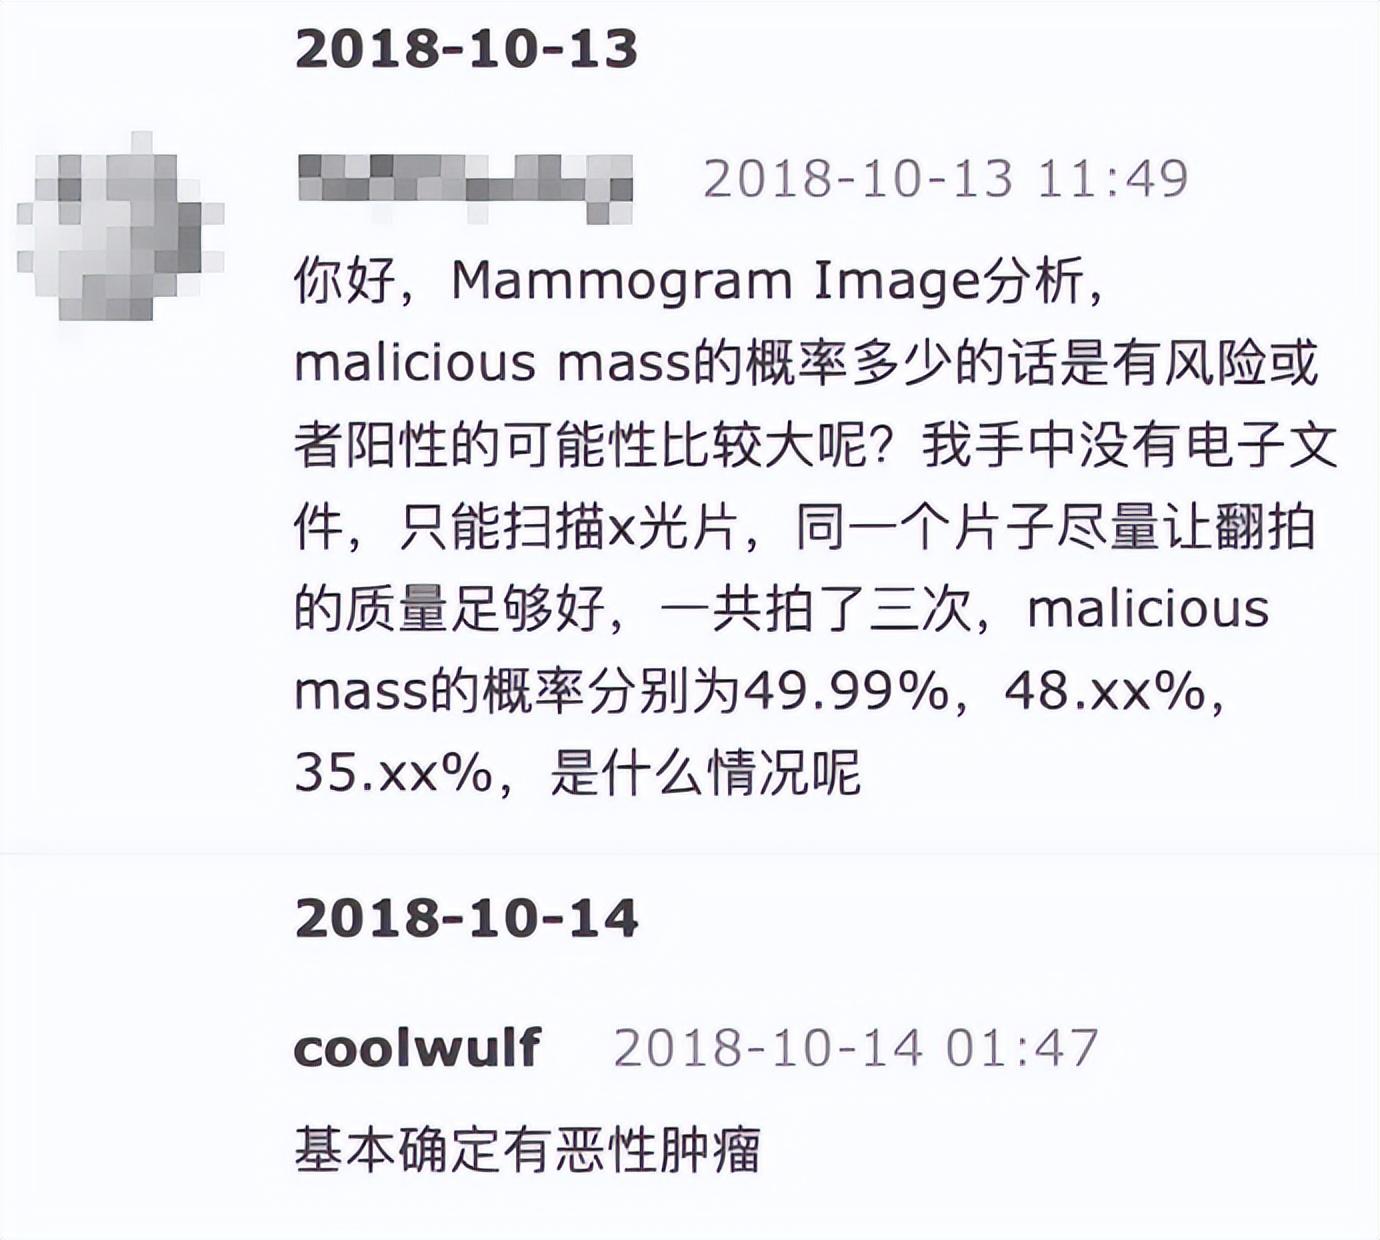 2018-10-13
2018-10-13 11:49
你好，Mammogram Image分析，
malicious mass的概率多少的话是有风险或
者阳性的可能性比较大呢？我手中没有电子文
件，只能扫描x光片，同一个片子尽量让翻拍
的质量足够好，一共拍了三次，malicious
mass的概率分别为49.99%，48.xx%，
35.xx%，是什么情况呢
2018-10-14
coolwulf 2018-10-14 01:47
基本确定有恶性肿瘤